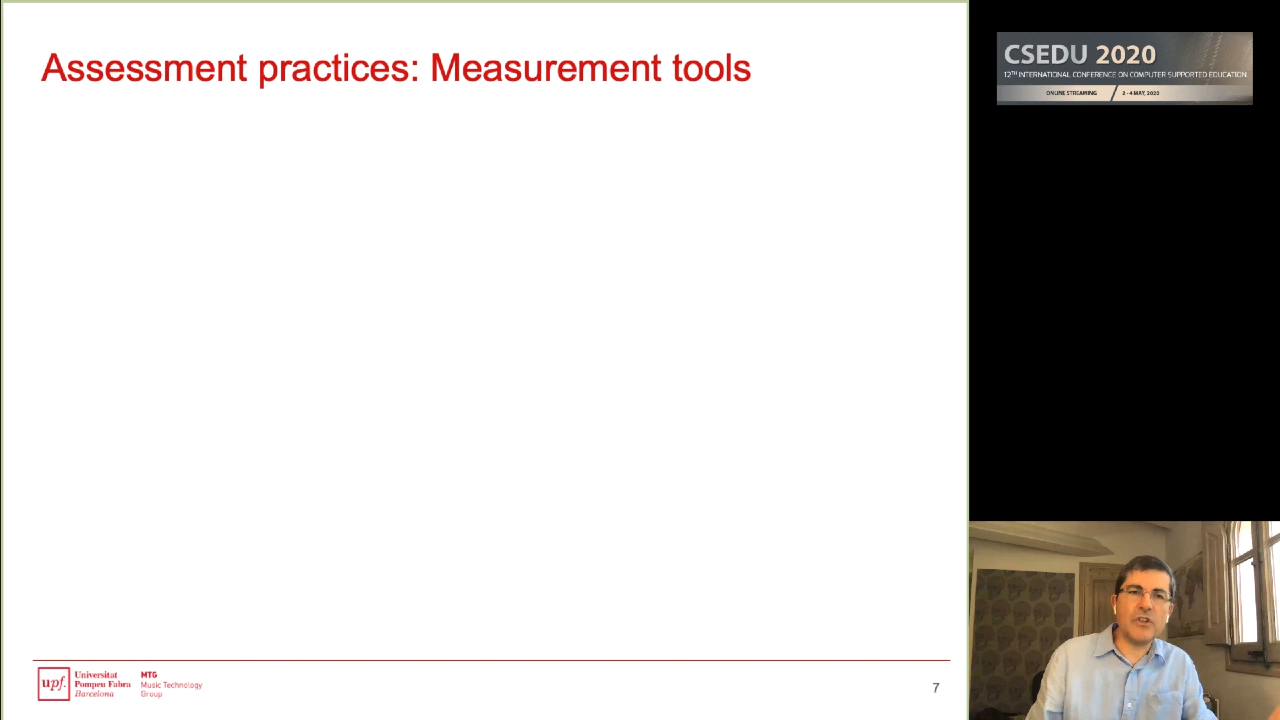 Assessment practices: Measurement tools
CSEDU 2020
12TH INTERNATIONAL CONFERENCE ON COMPUTER SUPPORTED EDUCATION
ONLINE STREAMING / 2 - 4 MAY, 2020
upf.
Universitat
Pompeu Fabra
Barcelona
MTG
Music Technology
Group
7